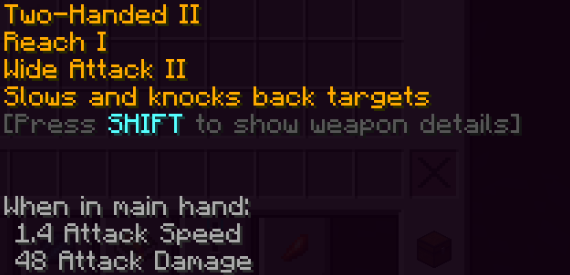 Two-Handed II
Reach I
Wide Attack II
Slows and knocks back targets
[Press SHIFT to show weapon details]
When in main hand:
1.4 Attack Speed
48 Attack Damage